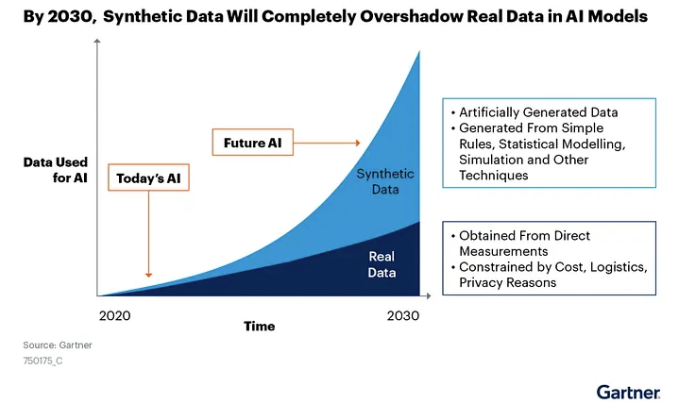 By 2030, Synthetic Data Will Completely Overshadow Real Data in AI Models
Data Used
for AI
Today's AI
Future AI
Synthetic
Data
Real
Data
• Artificially Generated Data
• Generated From Simple
Rules, Statistical Modelling,
Simulation and Other
Techniques
• Obtained From Direct
Measurements
• Constrained by Cost, Logistics,
Privacy Reasons
2020
2030
Time
Source: Gartner
750175_C
Gartner